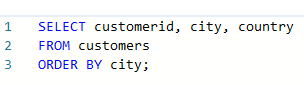 1 SELECT customerid, city, country
2 FROM customers
3 ORDER BY city;